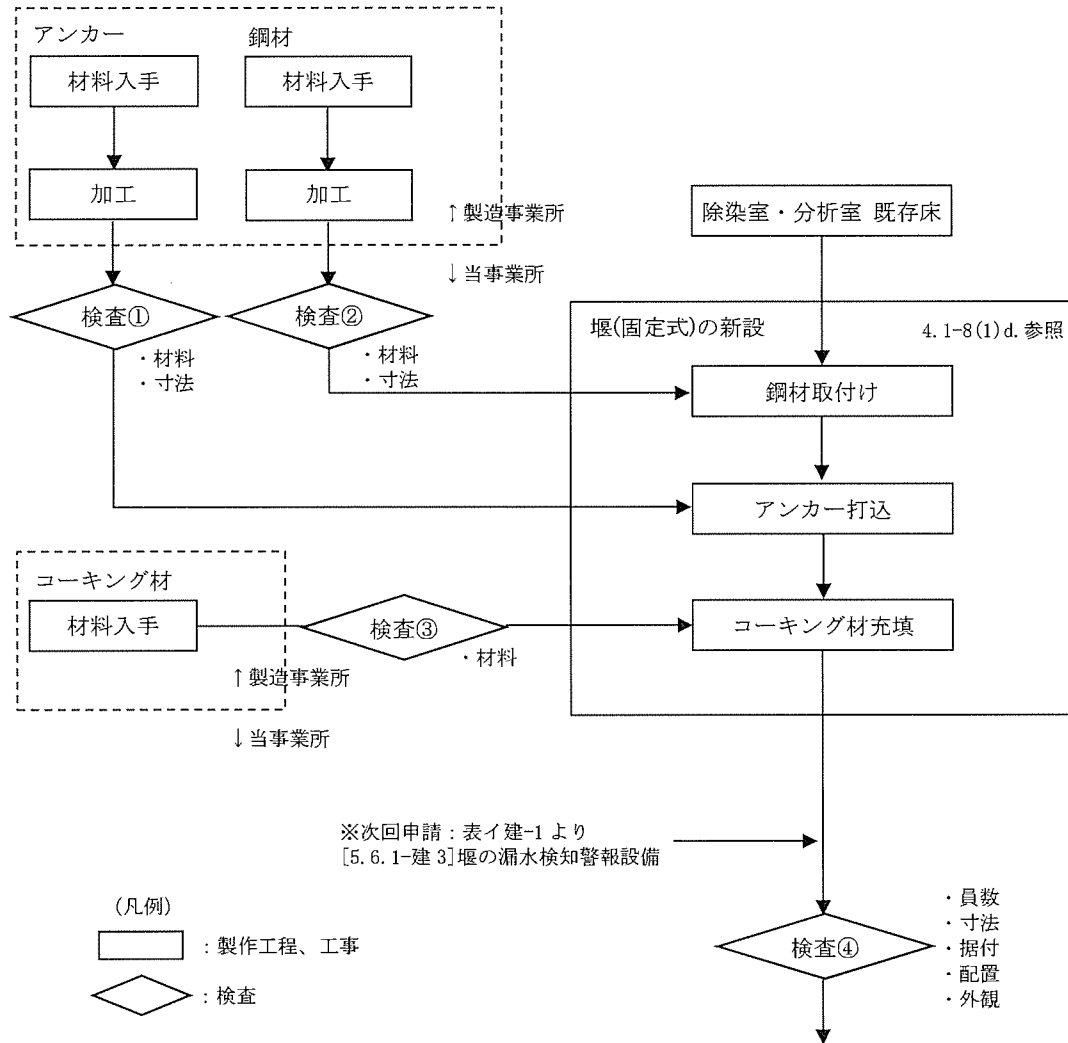 アンカー
鋼材
材料入手
材料入手
加工
加工
↑製造事業所
↓当事業所
除染室・分析室 既存床
検査①
検査②
・材料
・寸法
・材料
・寸法
堰(固定式)の新設
4.1-8(1)d.参照
鋼材取付け
アンカー打込
コーキング材
材料入手
検査③
・材料
コーキング材充填
↑製造事業所
↓当事業所
※次回申請：表イ建-1 より
[5.6.1-建 3]堰の漏水検知警報設備
検査④
・員数
・寸法
・据付
・配置
・外観
(凡例)
：製作工程、工事
：検査